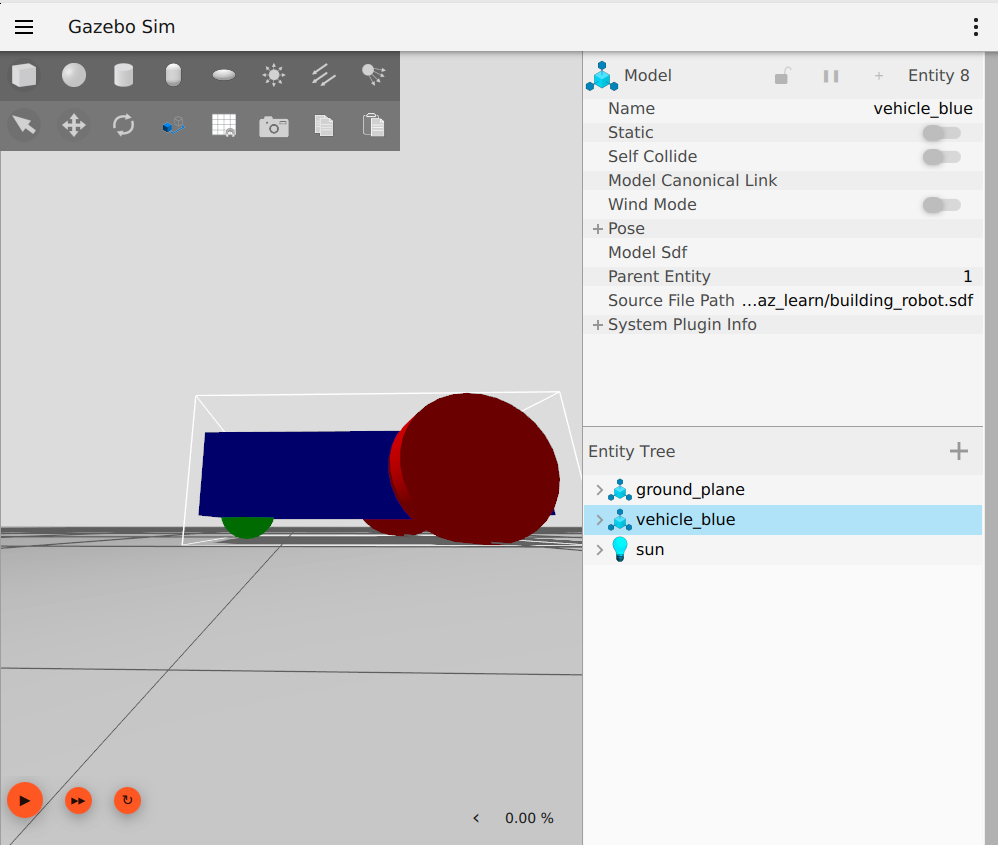 Gazebo Sim
Model
+ Entity 8
Name vehicle_blue
Static
Self Collide
Model Canonical Link
Wind Mode
+ Pose
Model Sdf
Parent Entity 1
Source File Path ...az_learn/building_robot.sdf
+ System Plugin Info
Entity Tree +
ground_plane
vehicle_blue
sun
0.00 %